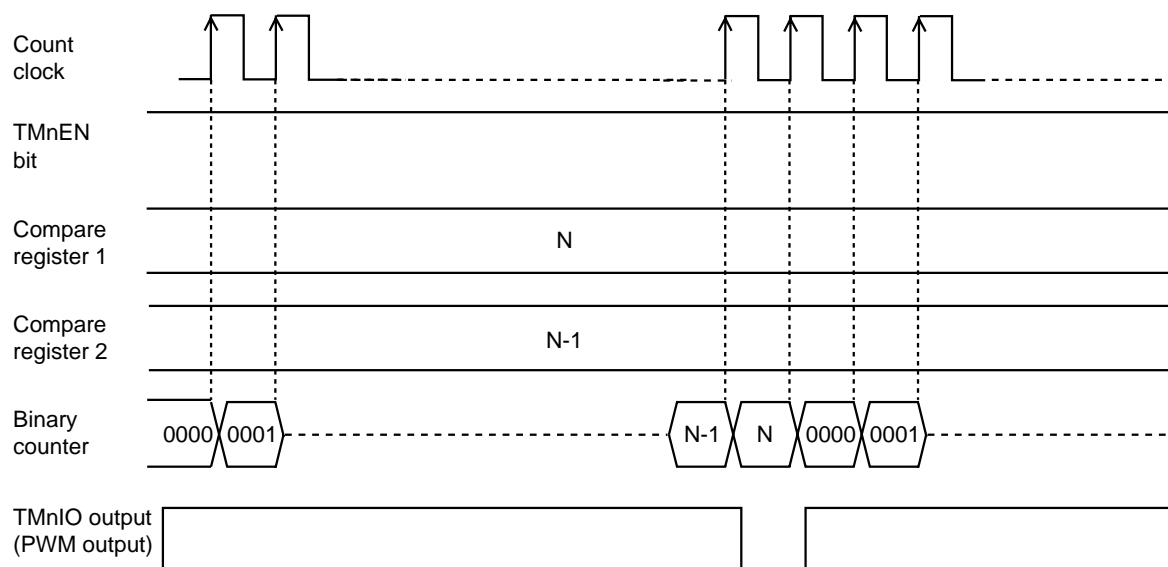 Count
clock
TMnEN
bit
Compare
register 1
N
Compare
register 2
N-1
Binary
counter
0000 0001 N-1 N 0000 0001
TMnIO output
(PWM output)